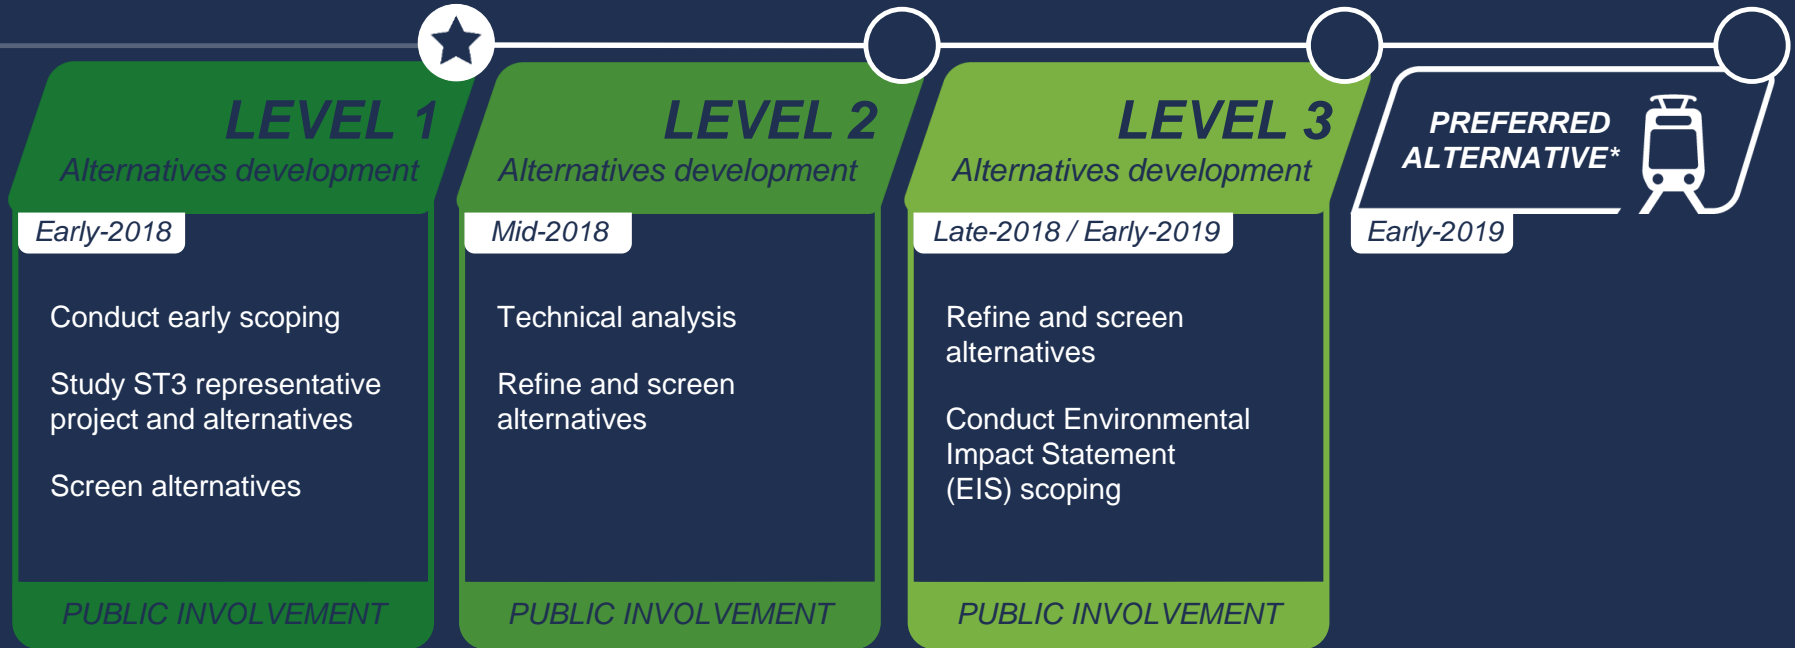 LEVEL 1
Alternatives development
Early-2018
Conduct early scoping
Study ST3 representative
project and alternatives
Screen alternatives
PUBLIC INVOLVEMENT
LEVEL 2
Alternatives development
Mid-2018
Technical analysis
Refine and screen
alternatives
PUBLIC INVOLVEMENT
LEVEL 3
Alternatives development
Late-2018 / Early-2019
Refine and screen
alternatives
Conduct Environmental
Impact Statement
(EIS) scoping
PUBLIC INVOLVEMENT
PREFERRED
ALTERNATIVE*
Early-2019